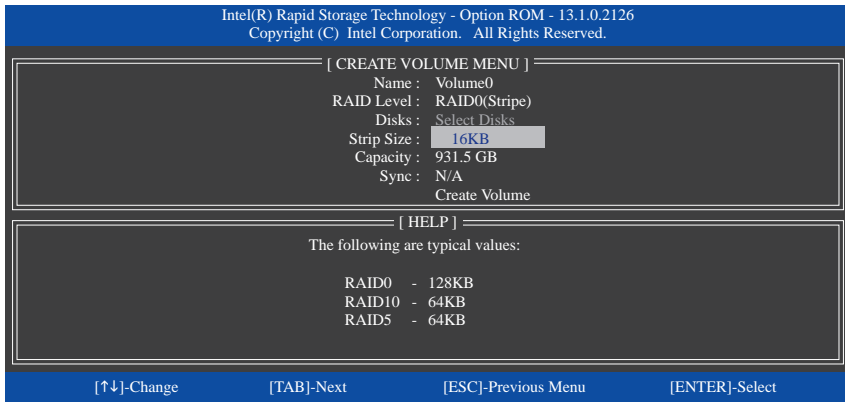 Intel(R) Rapid Storage Technology - Option ROM - 13.1.0.2126
Copyright (C) Intel Corporation. All Rights Reserved.
[ CREATE VOLUME MENU ]
Name : Volume0
RAID Level : RAID0(Stripe)
Disks : Select Disks
Strip Size : 16KB
Capacity : 931.5 GB
Sync : N/A
Create Volume
[ HELP ]
The following are typical values:
RAID0 - 128KB
RAID10 - 64KB
RAID5 - 64KB
[↑↓]-Change [TAB]-Next [ESC]-Previous Menu [ENTER]-Select